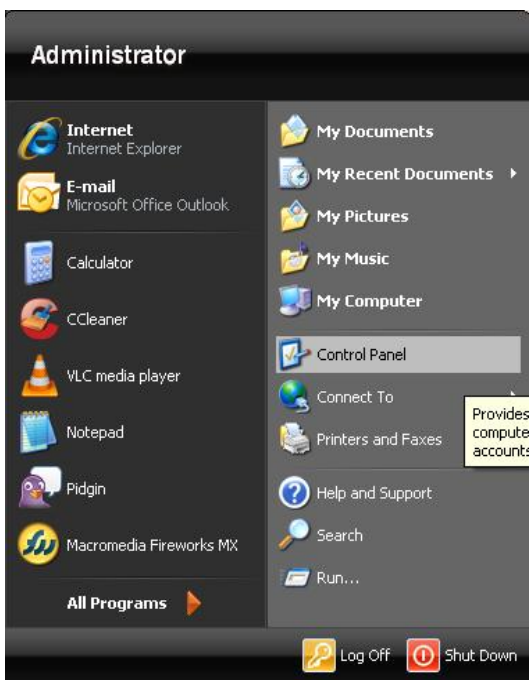 Administrator
Internet
Internet Explorer
E-mail
Microsoft Office Outlook
Calculator
CCleaner
VLC media player
Notepad
Pidgin
Macromedia Fireworks MX
All Programs
My Documents
My Recent Documents
My Pictures
My Music
My Computer
Control Panel
Connect To
Printers and Faxes
Provides
compute
accounts
Help and Support
Search
Run...
Log Off
Shut Down